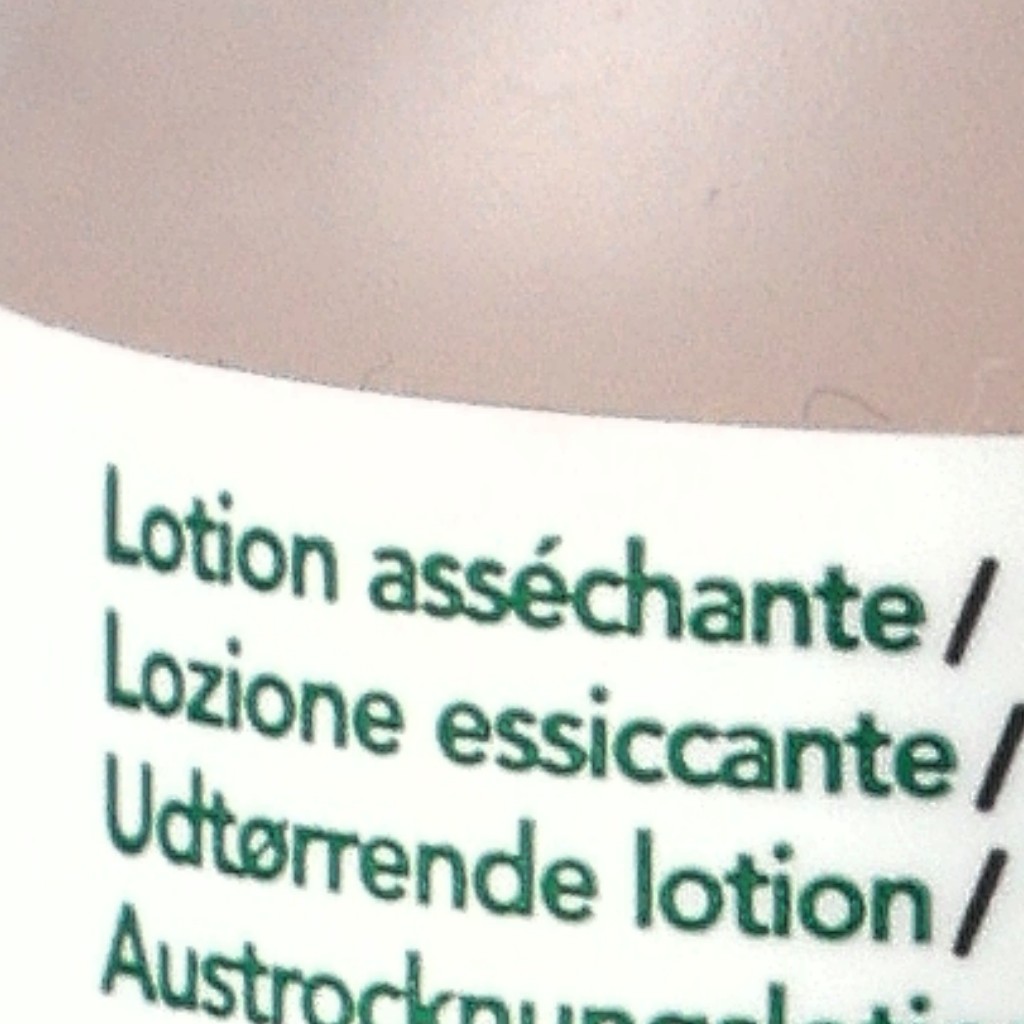 Lotion asséchante /
Lozione essiccante /
Udtørrende lotion /